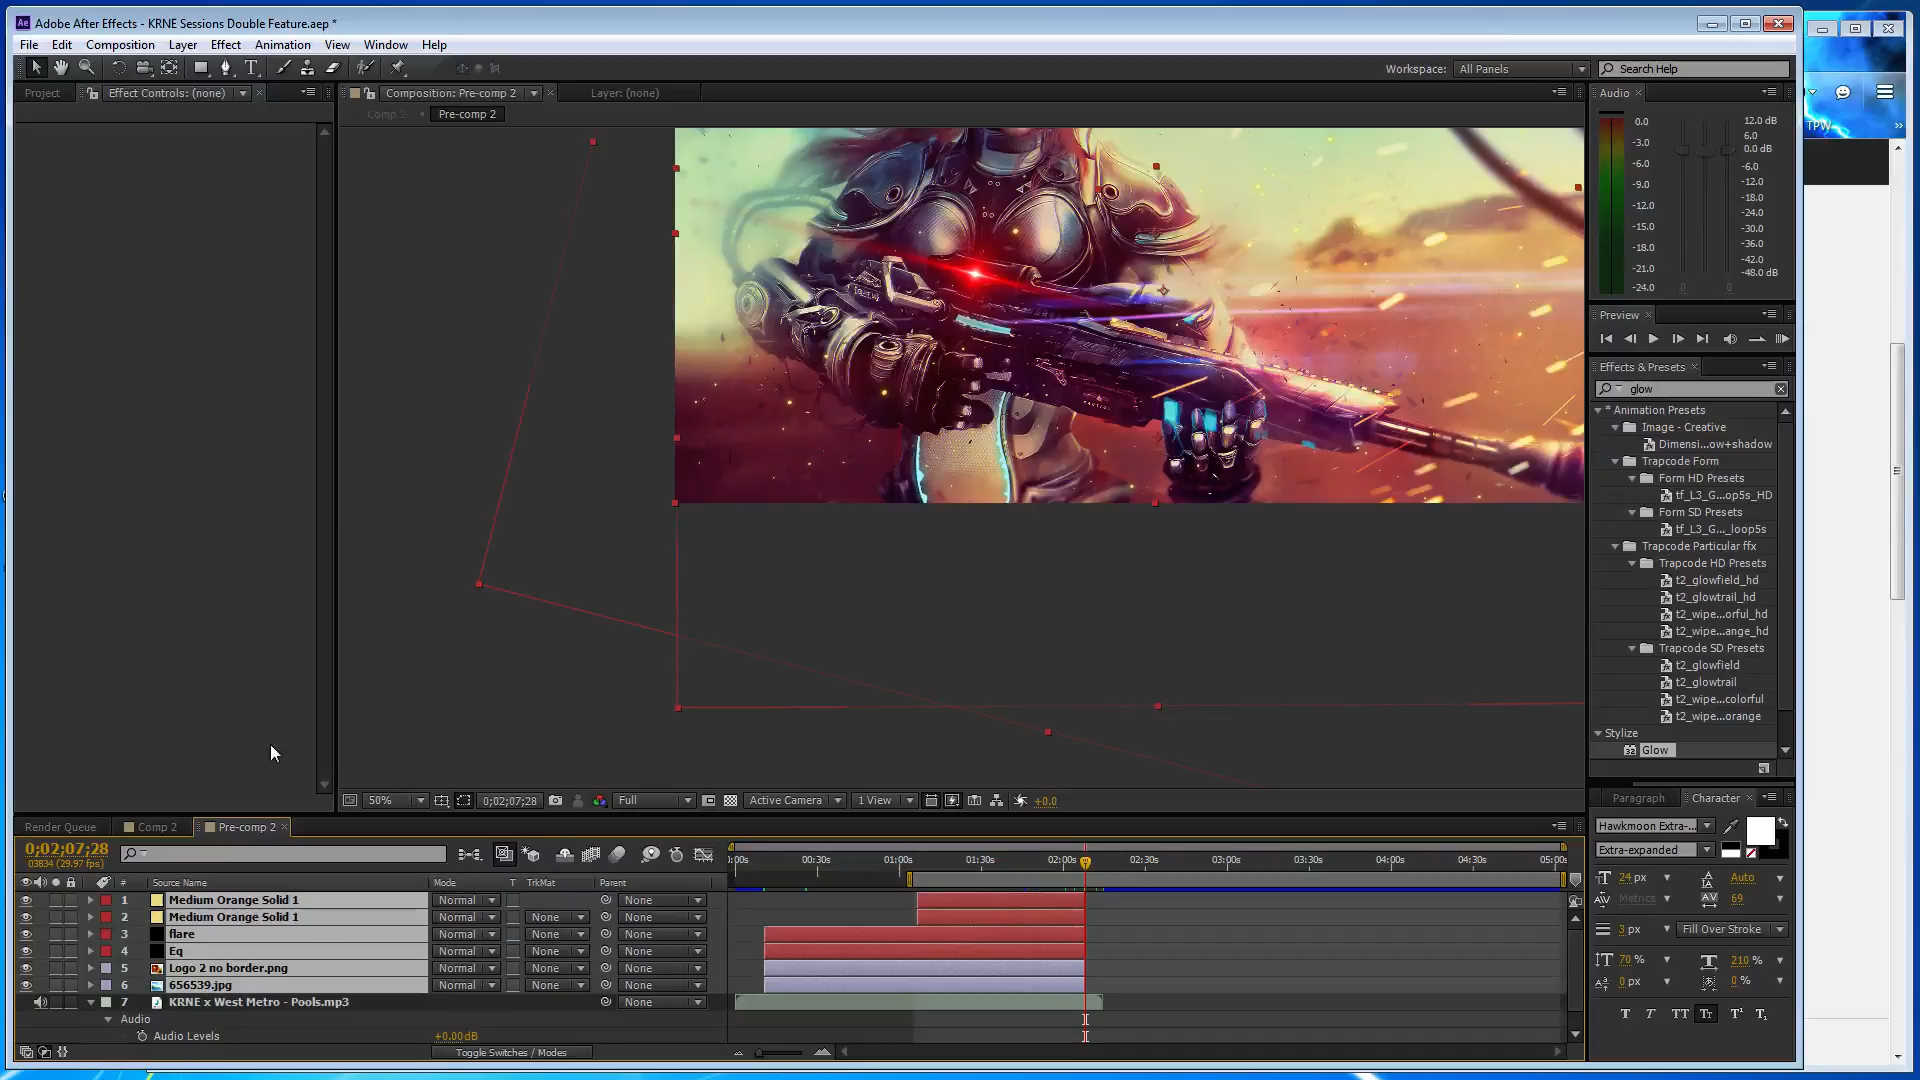 Adobe After Effects - KRNE Sessions Double Feature.aep *
File Edit Composition Layer Effect Animation View Window Help
Workspace: All Panels Search Help
Project Effect Controls: (none) Composition: Pre-comp 2 Layer: (none) Audio
Comp 2 Pre-comp 2
TPW
0.0 12.0 dB
-3.0 6.0
-6.0 0.0 dB
-9.0 -6.0
-12.0 -12.0
-15.0 -18.0
-18.0 -24.0
-21.0 -30.0
-24.0 -36.0
-42.0
-48.0 dB
0 0
Preview
Effects & Presets
glow
* Animation Presets
Image - Creative
Dimensi...ow+shadow
Trapcode Form
Form HD Presets
tf_L3_G...op5s_HD
Form SD Presets
tf_L3_G..._loop5s
Trapcode Particular ffx
Trapcode HD Presets
t2_glowfield_hd
t2_glowtrail_hd
t2_wipe...orful_hd
t2_wipe...ange_hd
Trapcode SD Presets
t2_glowfield
t2_glowtrail
t2_wipe...colorful
t2_wipe...orange
Stylize
Glow
50% 0;02;07;28 Full Active Camera 1 View +0.0
Paragraph Character
Hawkmoon Extra-...
Extra-expanded
24 px Auto
Metrics 69
3 px Fill Over Stroke
70 % 210 %
0 px 0 %
T T TT Tт T¹ T₁
Render Queue Comp 2 Pre-comp 2
0;02;07;28
03834 (29.97 fps)
:00s 00:30s 01:00s 01:30s 02:00s 02:30s 03:00s 03:30s 04:00s 04:30s 05:00s
# Source Name Mode T TrkMat Parent
1 Medium Orange Solid 1 Normal None
2 Medium Orange Solid 1 Normal None None
3 flare Normal None None
4 Eq Normal None None
5 Logo 2 no border.png Normal None None
6 656539.jpg Normal None None
7 KRNE x West Metro - Pools.mp3 None
Audio
Audio Levels +0.00 dB
Toggle Switches / Modes